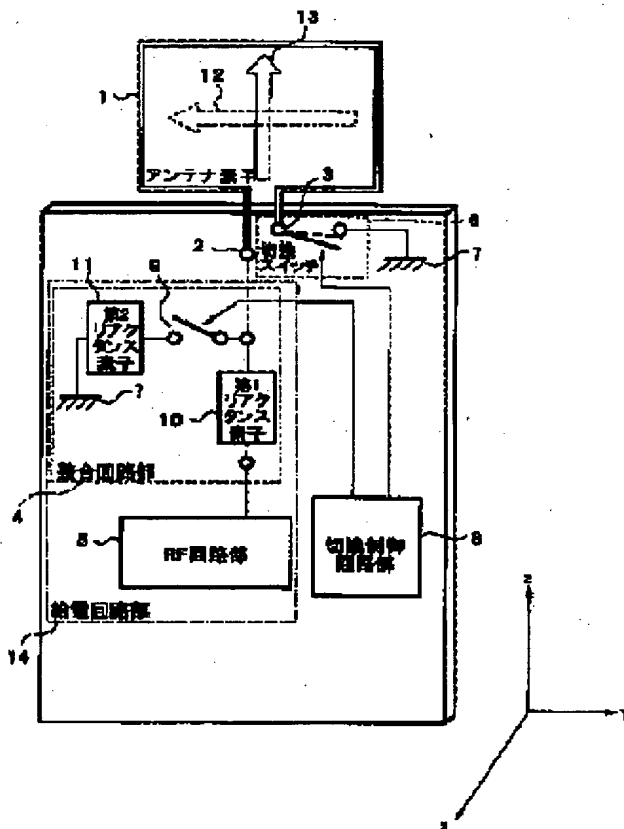 13
1
12
アンテナ素子
3
6
2
切換
スイッチ
7
11
9
第2
リアク
タンス
素子
7
第1
リアク
タンス
素子
10
整合回路部
4
5
RF回路部
切換制御
回路部
8
給電回路部
14
Z
Y
X